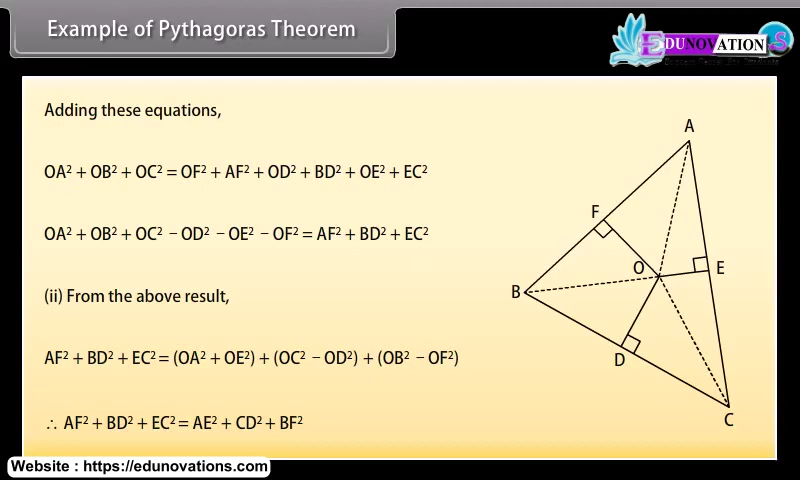 Example of Pythagoras Theorem
EDUNOVATIONS
Adding these equations,
OA² + OB² + OC² = OF² + AF² + OD² + BD² + OE² + EC²
OA² + OB² + OC² − OD² − OE² − OF² = AF² + BD² + EC²
(ii) From the above result,
AF² + BD² + EC² = (OA² + OE²) + (OC² − OD²) + (OB² − OF²)
∴ AF² + BD² + EC² = AE² + CD² + BF²
A
F
O
E
B
D
C
Website : https://edunovations.com